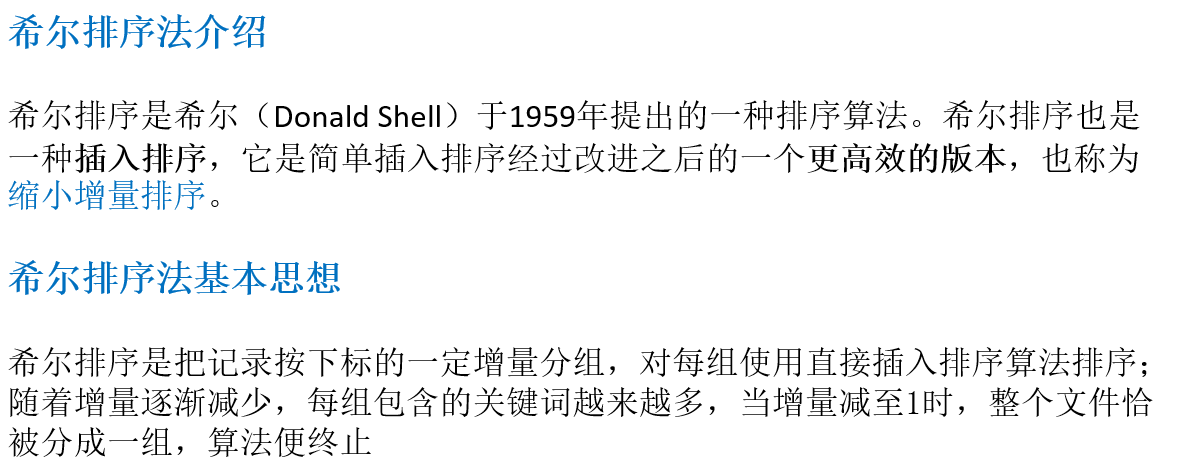 希尔排序法介绍
希尔排序是希尔（Donald Shell）于1959年提出的一种排序算法。希尔排序也是
一种插入排序，它是简单插入排序经过改进之后的一个更高效的版本，也称为
缩小增量排序。
希尔排序法基本思想
希尔排序是把记录按下标的一定增量分组，对每组使用直接插入排序算法排序；
随着增量逐渐减少，每组包含的关键词越来越多，当增量减至1时，整个文件恰
被分成一组，算法便终止